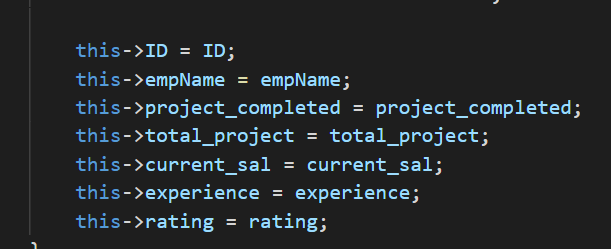 this->ID = ID;
this->empName = empName;
this->project_completed = project_completed;
this->total_project = total_project;
this->current_sal = current_sal;
this->experience = experience;
this->rating = rating;